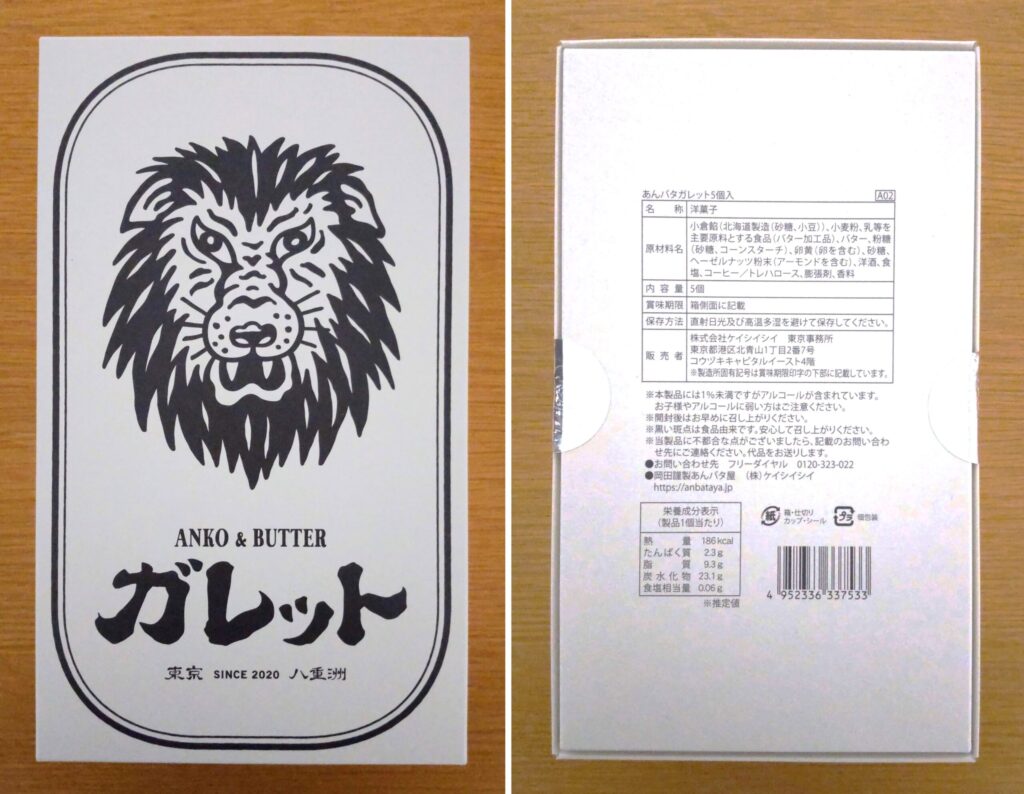 ANKO & BUTTER
ガレット
東京 SINCE 2020 八重洲
あんバタガレット5個入 A02
名称 洋菓子
原材料名 小倉餡(北海道製造(砂糖、小豆))、小麦粉、乳等を
主要原料とする食品(バター加工品)、バター、粉糖
(砂糖、コーンスターチ)、卵黄(卵を含む)、砂糖、
ヘーゼルナッツ粉末(アーモンドを含む)、洋酒、食
塩、コーヒー/トレハロース、膨張剤、香料
内容量 5個
賞味期限 箱側面に記載
保存方法 直射日光及び高温多湿を避けて保存してください。
販売者 株式会社ケイシイシイ 東京事務所
東京都港区北青山1丁目2番7号
コウヅキキャピタルイースト4階
※製造所固有記号は賞味期限印字の下部に記載しています。
※本製品には1%未満ですがアルコールが含まれています。
お子様やアルコールに弱い方はご注意ください。
※開封後はお早めに召し上がりください。
※黒い斑点は食品由来です。安心して召し上がりください。
※当製品に不都合な点がございましたら、記載のお問い合わ
せ先にご連絡ください。代品をお送りします。
●お問い合わせ先 フリーダイヤル 0120-323-022
●岡田謹製あんバタ屋 (株)ケイシイシイ
https://anbataya.jp
栄養成分表示
(製品1個当たり)
熱量 186kcal
たんぱく質 2.3g
脂質 9.3g
炭水化物 23.1g
食塩相当量 0.06g
※推定値
紙 箱・仕切り
カップ・シール
プラ 個包装
4 952336 337533